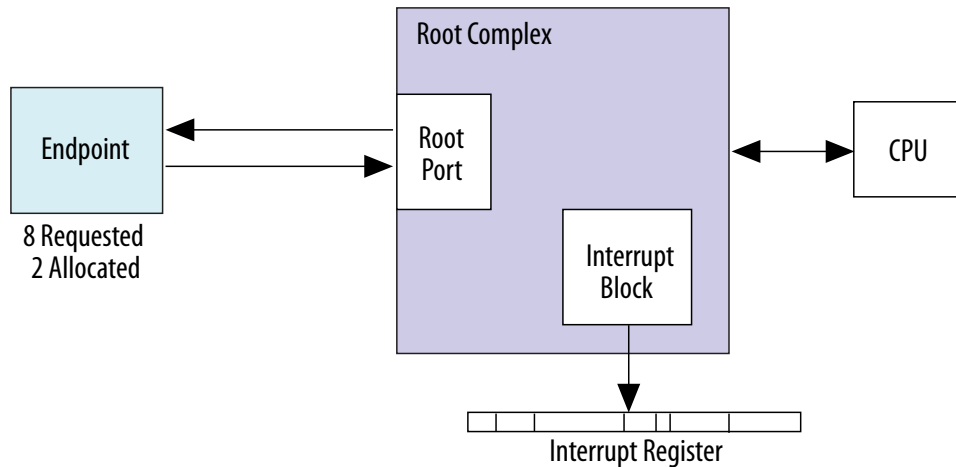 Root Complex
Endpoint
Root
Port
CPU
8 Requested
2 Allocated
Interrupt
Block
Interrupt Register